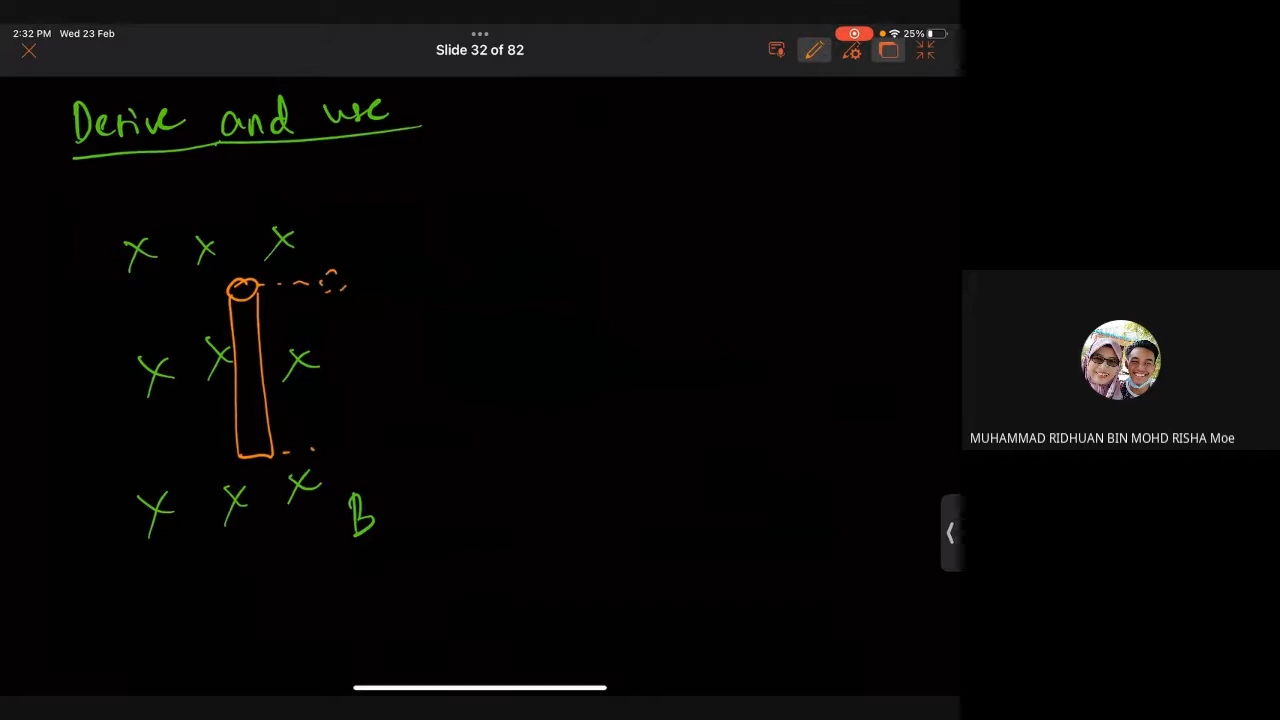 2:32 PM Wed 23 Feb
25%
Slide 32 of 82
Derive and use
x x x
x x x
x x x
B
MUHAMMAD RIDHUAN BIN MOHD RISHA Moe